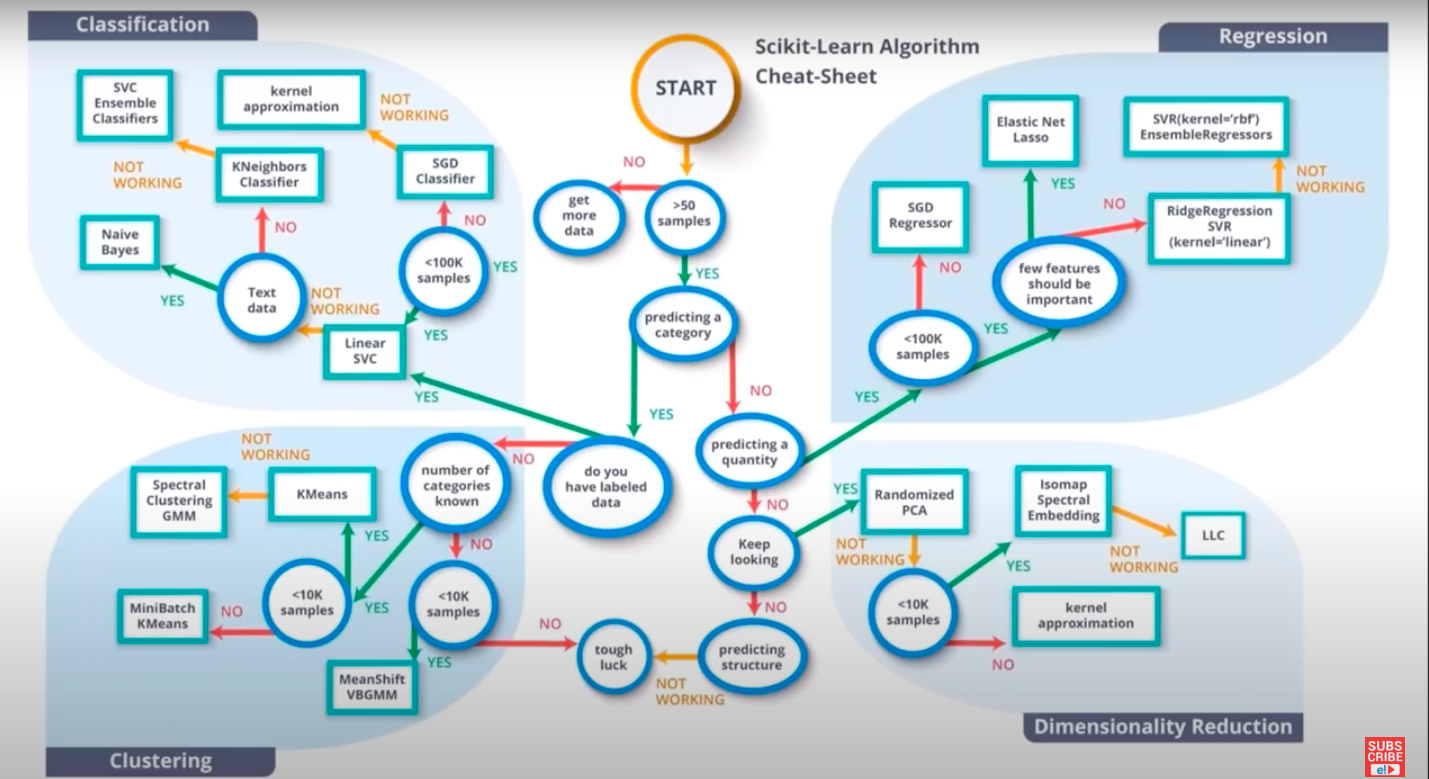 Classification
Scikit-Learn Algorithm
Cheat-Sheet
START
Regression
SVC
Ensemble
Classifiers
kernel
approximation
NOT
WORKING
NOT
WORKING
KNeighbors
Classifier
SGD
Classifier
NO
NO
Naive
Bayes
YES
Text
data
NOT
WORKING
<100K
samples
YES
YES
Linear
SVC
YES
NO
get
more
data
>50
samples
YES
predicting a
category
YES
NO
do you
have labeled
data
NO
predicting a
quantity
YES
NO
Keep
looking
YES
NO
predicting
structure
NOT
WORKING
tough
luck
Elastic Net
Lasso
SVR(kernel='rbf')
EnsembleRegressors
NOT
WORKING
YES
NO
RidgeRegression
SVR
(kernel='linear')
SGD
Regressor
NO
few features
should be
important
YES
<100K
samples
NOT
WORKING
Spectral
Clustering
GMM
KMeans
number of
categories
known
YES
NO
YES
<10K
samples
<10K
samples
MiniBatch
KMeans
NO
NO
YES
MeanShift
VBGMM
Clustering
Randomized
PCA
NOT
WORKING
Isomap
Spectral
Embedding
LLC
NOT
WORKING
YES
<10K
samples
kernel
approximation
NO
Dimensionality Reduction
SUBS
CRIBE
e!